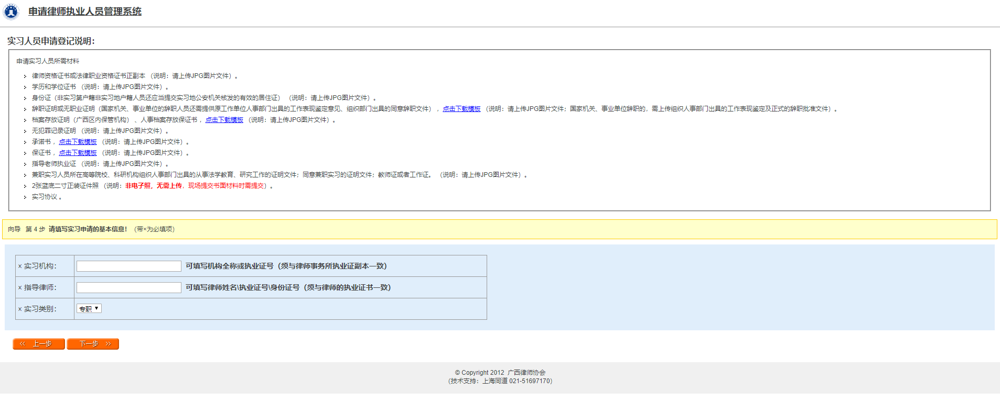 申请律师执业人员管理系统
实习人员申请登记说明：
申请实习人员所需材料
律师资格证书或法律职业资格证书正副本 （说明：请上传JPG图片文件）。
学历和学位证书 （说明：请上传JPG图片文件）。
身份证（非实习第户籍非实习地户籍人员还应当提交实习地公安机关核发的有效的居住证） （说明：请上传JPG图片文件）。
辞职证明或无职业证明（国家机关、事业单位的辞职人员还需提供原工作单位人事部门出具的工作表现鉴定意见、组织部门出具的同意辞职文件），点击下载模板 （说明：请上传JPG图片文件；国家机关、事业单位辞职的，需上传组织人事部门出具的工作表现鉴定及正式的辞职批准文件）。
档案存放证明（广西区内保管机构） 、人事档案存放保证书，点击下载模板 （说明：请上传JPG图片文件）。
无犯罪记录证明 （说明：请上传JPG图片文件）。
承诺书，点击下载模板 （说明：请上传JPG图片文件）。
保证书，点击下载模板 （说明：请上传JPG图片文件）。
指导老师执业证 （说明：请上传JPG图片文件）。
兼职实习人员所在高等院校、科研机构组织人事部门出具的从事法学教育、研究工作的证明文件；同意兼职实习的证明文件；教师证或者工作证。 （说明：请上传JPG图片文件）。
2张蓝底二寸正装证件照 （说明：非电子照，无需上传，现场提交书面材料时需提交）。
实习协议 。
向导 第 4 步 请填写实习申请的基本信息！ （带×为必填项）
× 实习机构： 可填写机构全称或执业证号（须与律师事务所执业证副本一致）
× 指导律师： 可填写律师姓名\执业证号\身份证号（须与律师的执业证书一致）
× 实习类别： 专职
上一步 下一步
© Copyright 2012 广西律师协会
（技术支持：上海同道 021-51697170）